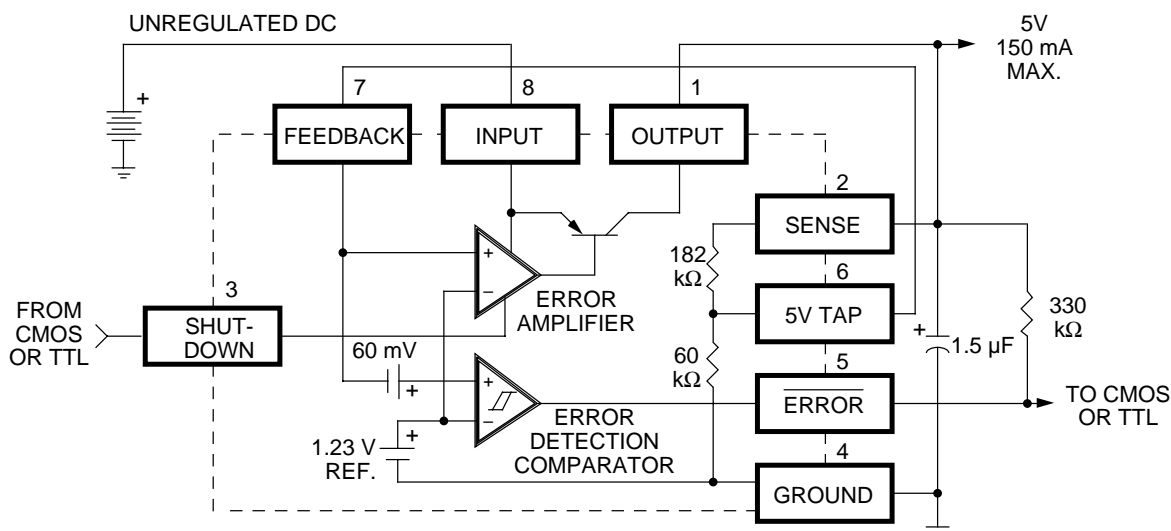 UNREGULATED DC
5V
150 mA
MAX.
7
8
1
+
FEEDBACK
INPUT
OUTPUT
2
SENSE
182
kΩ
+
−
6
3
ERROR
AMPLIFIER
5V TAP
330
kΩ
FROM
CMOS
OR TTL
SHUT-
DOWN
+
1.5 µF
60 mV
60
kΩ
5
+
+
−
ERROR
TO CMOS
OR TTL
ERROR
DETECTION
COMPARATOR
+
1.23 V
REF.
4
GROUND